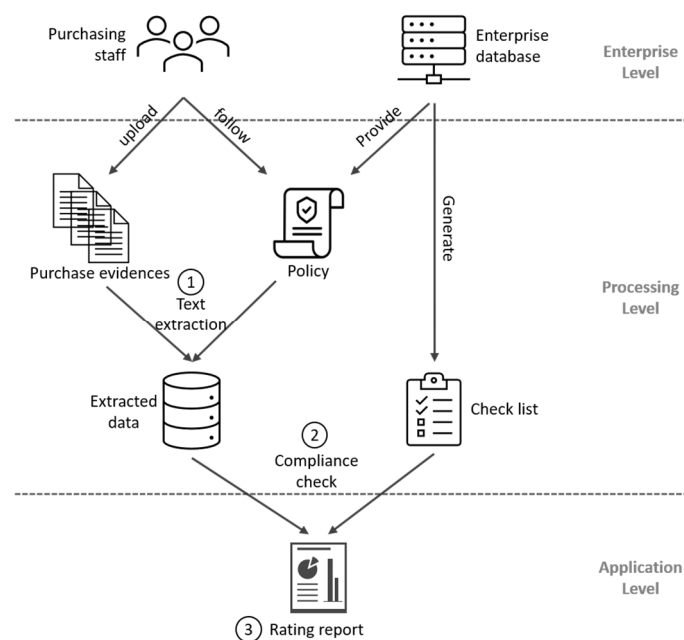 Purchasing
staff
Enterprise
database
Enterprise
Level
upload
follow
Provide
Generate
Purchase evidences
Policy
1
Text
extraction
Processing
Level
Extracted
data
Check list
2
Compliance
check
Application
Level
3 Rating report